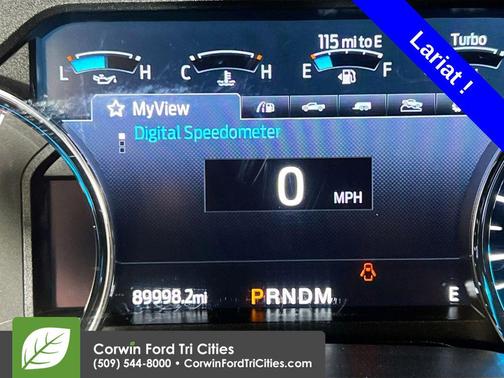 115 mi to E
Turbo
Lariat !
L H
C H
E F
MyView
Digital Speedometer
0 MPH
89998.2mi
PRNDM
E
Corwin Ford Tri Cities
(509) 544-8000 • CorwinFordTriCities.com